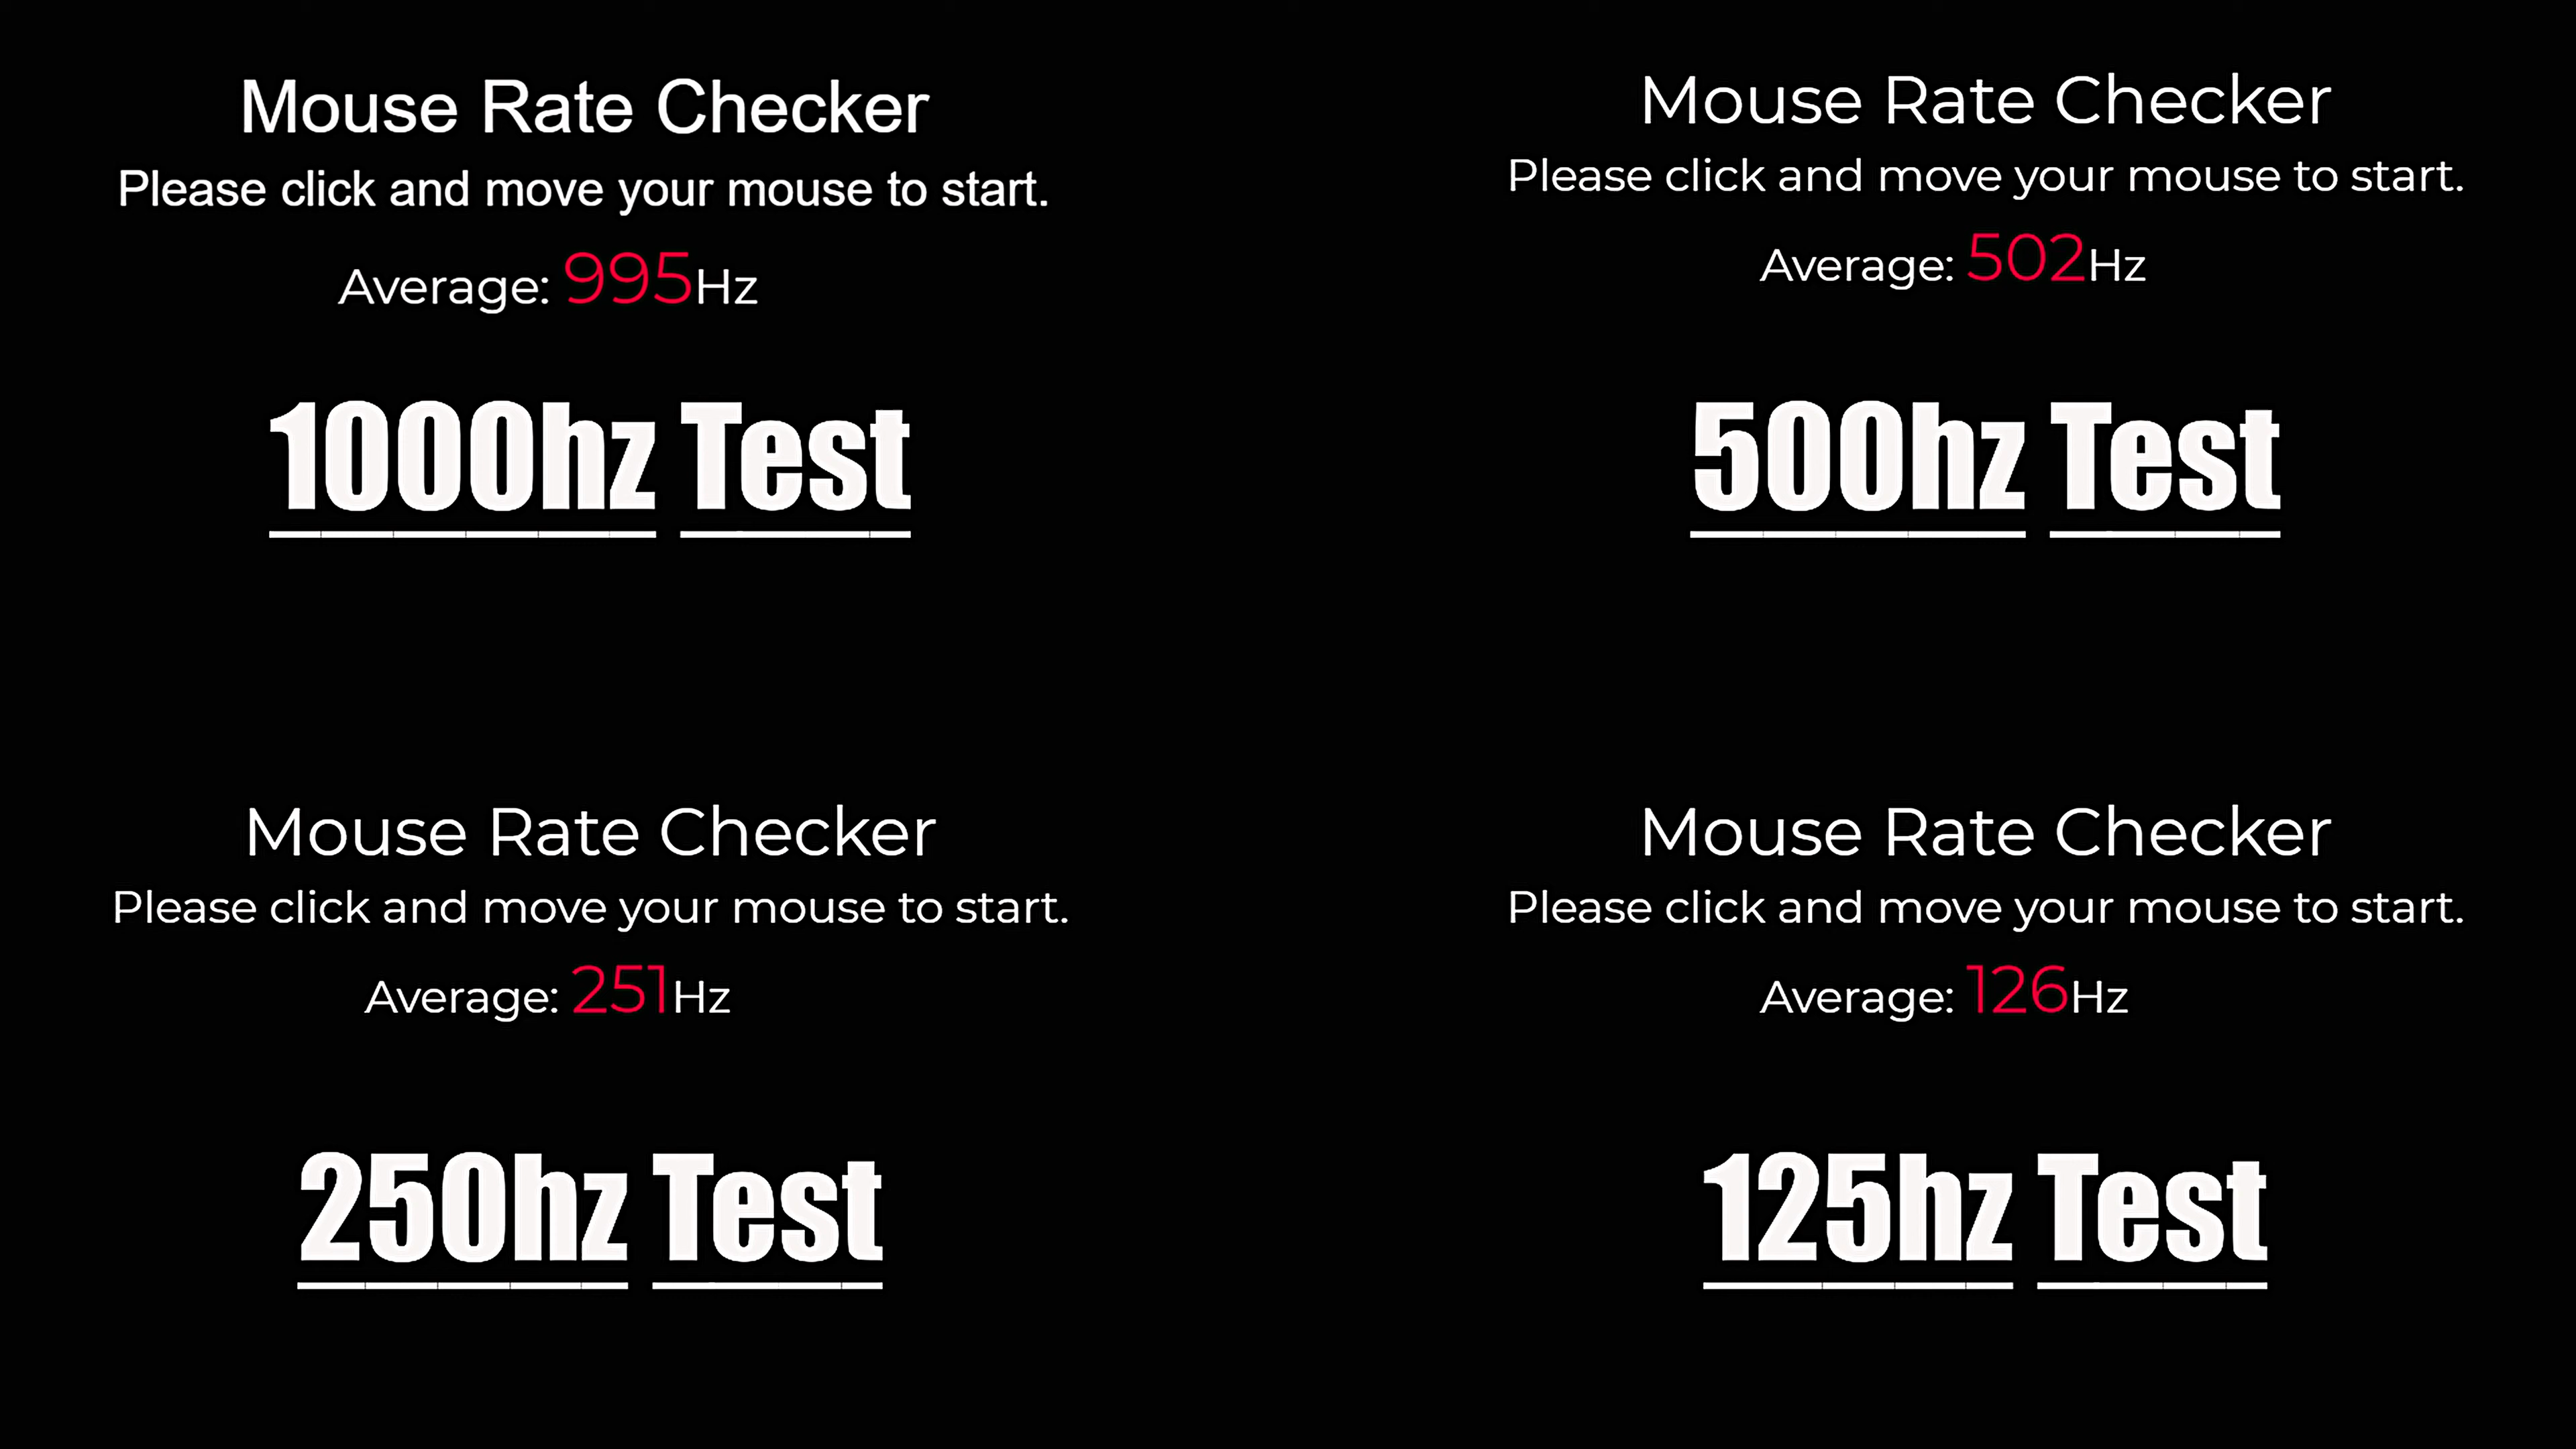 Mouse Rate Checker
Please click and move your mouse to start.
Average: 995Hz
1000hz Test
Mouse Rate Checker
Please click and move your mouse to start.
Average: 502Hz
500hz Test
Mouse Rate Checker
Please click and move your mouse to start.
Average: 251Hz
250hz Test
Mouse Rate Checker
Please click and move your mouse to start.
Average: 126Hz
125hz Test